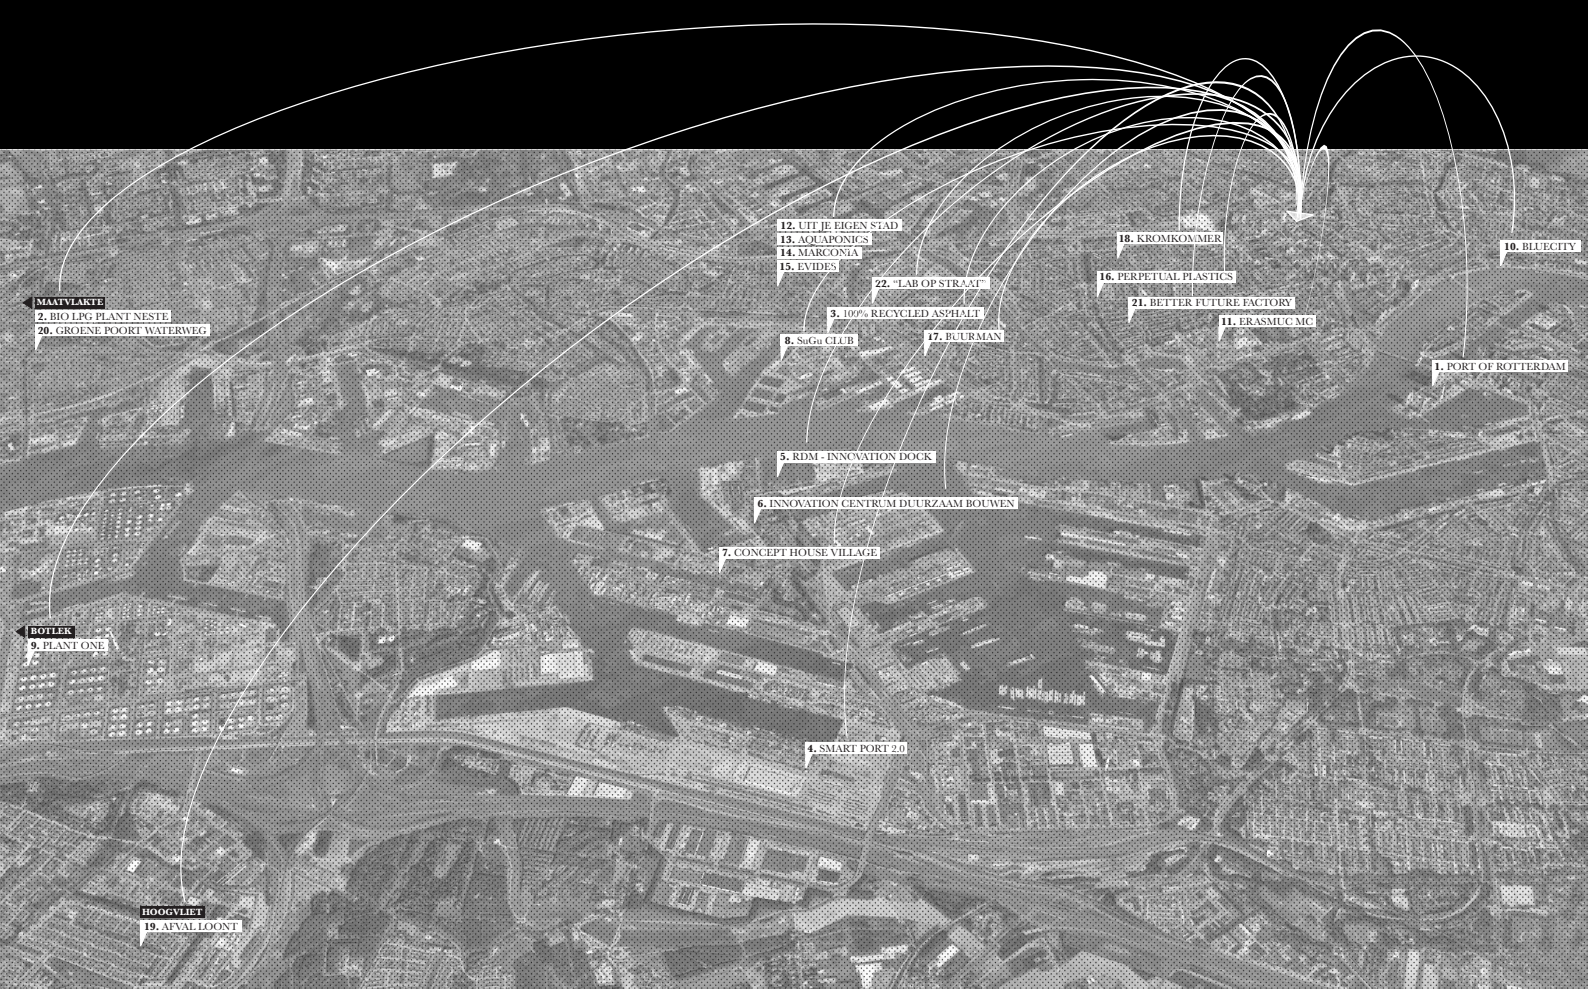 12. UIT JE EIGEN STAD
13. AQUAPONICS
14. MARCONIA
15. EVIDES
18. KROMKOMMER
10. BLUECITY
16. PERPETUAL PLASTICS
22. "LAB OP STRAAT"
MAATVLAKTE
2. BIO LPG PLANT NESTE
20. GROENE POORT WATERWEG
21. BETTER FUTURE FACTORY
3. 100% RECYCLED ASPHALT
11. ERASMUC MC
8. SuGu CLUB
17. BUURMAN
1. PORT OF ROTTERDAM
5. RDM - INNOVATION DOCK
6. INNOVATION CENTRUM DUURZAAM BOUWEN
7. CONCEPT HOUSE VILLAGE
BOTLEK
9. PLANT ONE
4. SMART PORT 2.0
HOOGVLIET
19. AFVAL LOONT